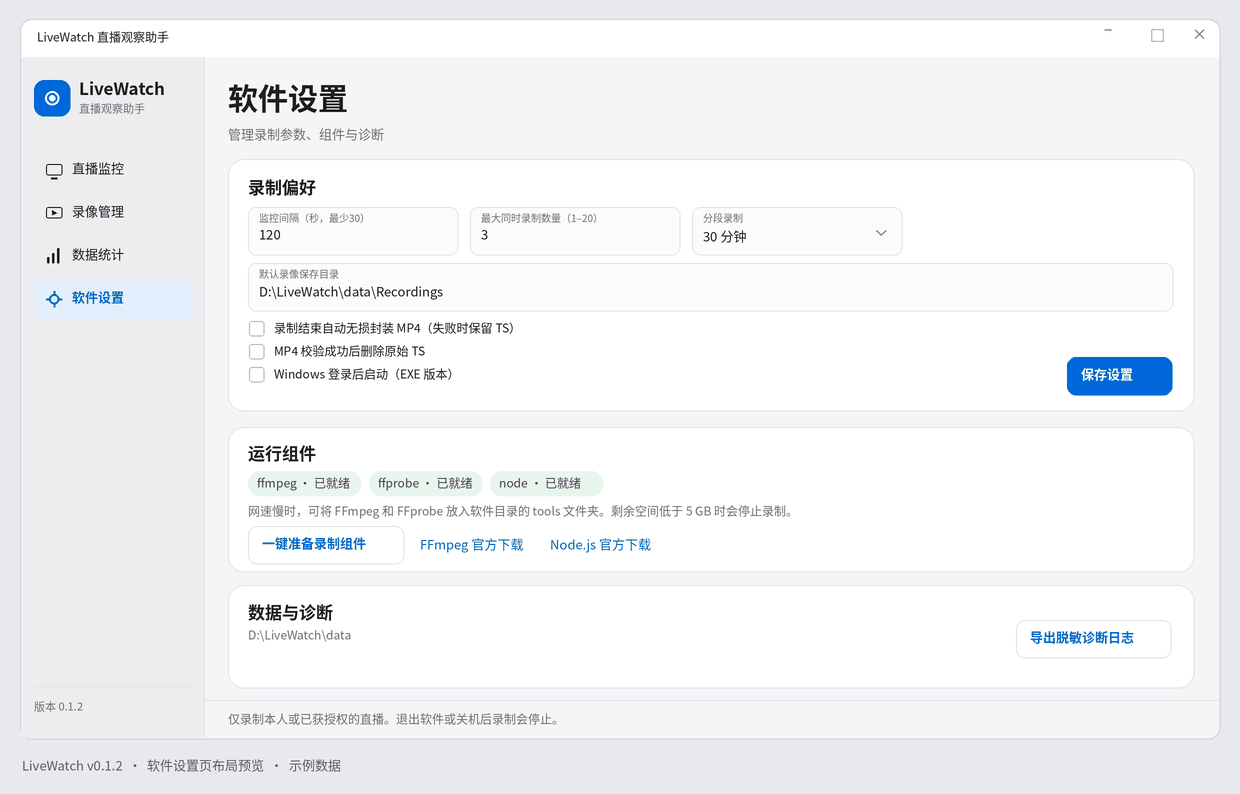 LiveWatch 直播观察助手
LiveWatch
直播观察助手
直播监控
录像管理
数据统计
软件设置
版本 0.1.2
软件设置
管理录制参数、组件与诊断
录制偏好
监控间隔（秒，最少30）
120
最大同时录制数量（1–20）
3
分段录制
30 分钟
默认录像保存目录
D:\LiveWatch\data\Recordings
录制结束自动无损封装 MP4（失败时保留 TS）
MP4 校验成功后删除原始 TS
Windows 登录后启动（EXE 版本）
保存设置
运行组件
ffmpeg · 已就绪
ffprobe · 已就绪
node · 已就绪
网速慢时，可将 FFmpeg 和 FFprobe 放入软件目录的 tools 文件夹。剩余空间低于 5 GB 时会停止录制。
一键准备录制组件
FFmpeg 官方下载
Node.js 官方下载
数据与诊断
D:\LiveWatch\data
导出脱敏诊断日志
仅录制本人或已获授权的直播。退出软件或关机后录制会停止。
LiveWatch v0.1.2 · 软件设置页布局预览 · 示例数据